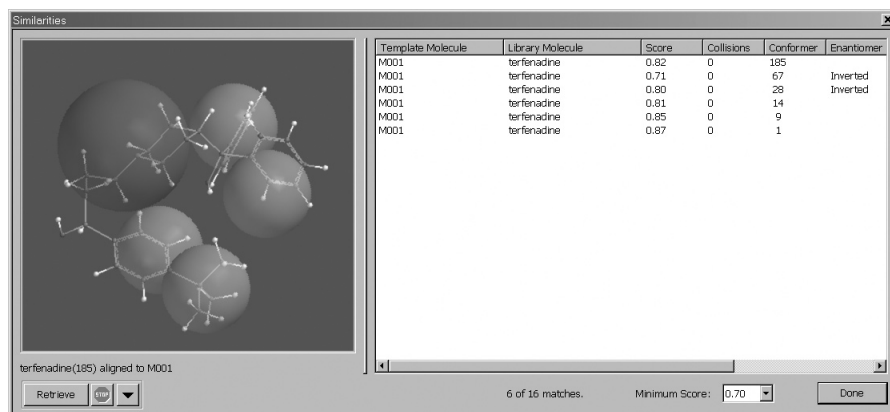 Similarities
Template Molecule Library Molecule Score Collisions Conformer Enantiomer
M001 terfenadine 0.82 0 185
M001 terfenadine 0.71 0 67 Inverted
M001 terfenadine 0.80 0 28 Inverted
M001 terfenadine 0.81 0 14
M001 terfenadine 0.85 0 9
M001 terfenadine 0.87 0 1
terfenadine(185) aligned to M001
Retrieve STOP 6 of 16 matches. Minimum Score: 0.70 Done